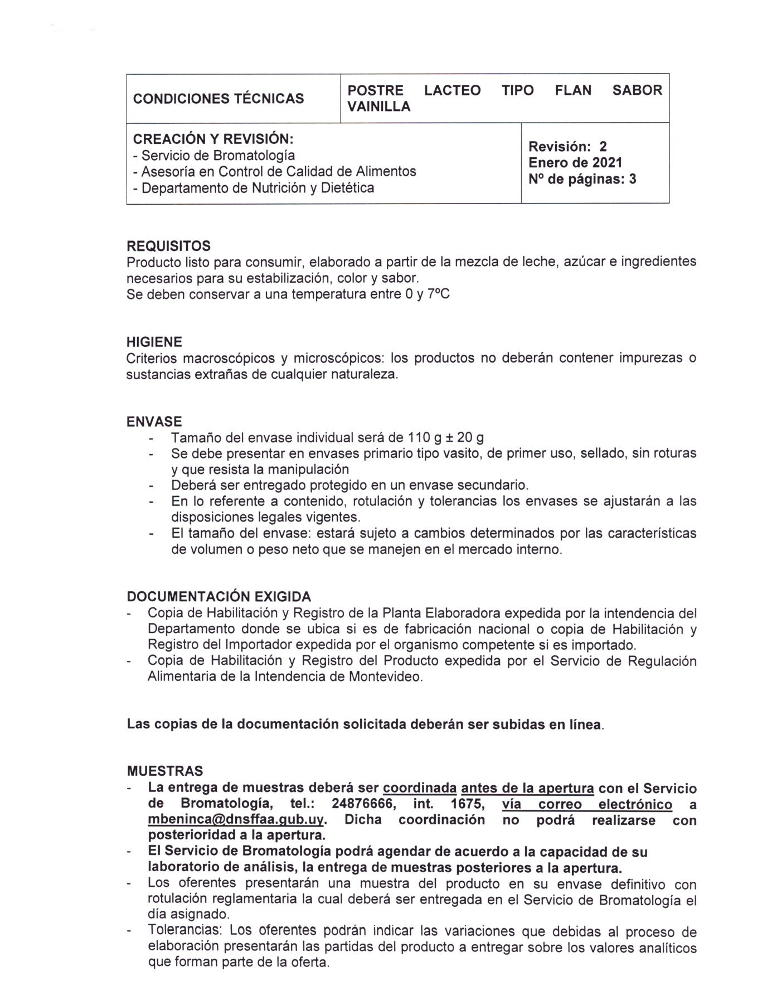 CONDICIONES TÉCNICAS
POSTRE LACTEO TIPO FLAN SABOR
VAINILLA
CREACIÓN Y REVISIÓN:
- Servicio de Bromatología
- Asesoría en Control de Calidad de Alimentos
- Departamento de Nutrición y Dietética
Revisión: 2
Enero de 2021
Nº de páginas: 3
REQUISITOS
Producto listo para consumir, elaborado a partir de la mezcla de leche, azúcar e ingredientes
necesarios para su estabilización, color y sabor.
Se deben conservar a una temperatura entre 0 y 7ºC
HIGIENE
Criterios macroscópicos y microscópicos: los productos no deberán contener impurezas o
sustancias extrañas de cualquier naturaleza.
ENVASE
- Tamaño del envase individual será de 110 g ± 20 g
- Se debe presentar en envases primario tipo vasito, de primer uso, sellado, sin roturas
y que resista la manipulación
- Deberá ser entregado protegido en un envase secundario.
- En lo referente a contenido, rotulación y tolerancias los envases se ajustarán a las
disposiciones legales vigentes.
- El tamaño del envase: estará sujeto a cambios determinados por las características
de volumen o peso neto que se manejen en el mercado interno.
DOCUMENTACIÓN EXIGIDA
- Copia de Habilitación y Registro de la Planta Elaboradora expedida por la intendencia del
Departamento donde se ubica si es de fabricación nacional o copia de Habilitación y
Registro del Importador expedida por el organismo competente si es importado.
- Copia de Habilitación y Registro del Producto expedida por el Servicio de Regulación
Alimentaria de la Intendencia de Montevideo.
Las copias de la documentación solicitada deberán ser subidas en línea.
MUESTRAS
- La entrega de muestras deberá ser coordinada antes de la apertura con el Servicio
de Bromatología, tel.: 24876666, int. 1675, vía correo electrónico a
mbeninca@dnsffaa.gub.uy. Dicha coordinación no podrá realizarse con
posterioridad a la apertura.
- El Servicio de Bromatología podrá agendar de acuerdo a la capacidad de su
laboratorio de análisis, la entrega de muestras posteriores a la apertura.
- Los oferentes presentarán una muestra del producto en su envase definitivo con
rotulación reglamentaria la cual deberá ser entregada en el Servicio de Bromatología el
día asignado.
- Tolerancias: Los oferentes podrán indicar las variaciones que debidas al proceso de
elaboración presentarán las partidas del producto a entregar sobre los valores analíticos
que forman parte de la oferta.